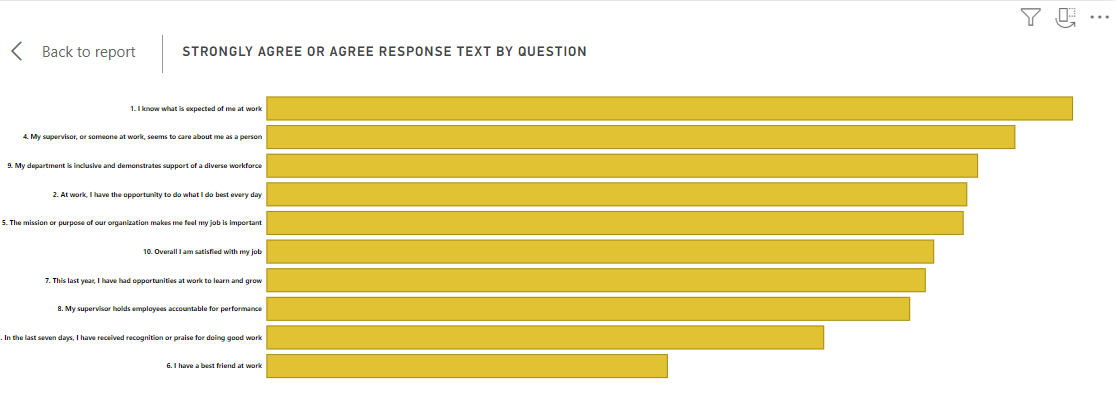 Back to report
STRONGLY AGREE OR AGREE RESPONSE TEXT BY QUESTION
1. I know what is expected of me at work
4. My supervisor, or someone at work, seems to care about me as a person
9. My department is inclusive and demonstrates support of a diverse workforce
2. At work, I have the opportunity to do what I do best every day
5. The mission or purpose of our organization makes me feel my job is important
10. Overall I am satisfied with my job
7. This last year, I have had opportunities at work to learn and grow
8. My supervisor holds employees accountable for performance
. In the last seven days, I have received recognition or praise for doing good work
6. I have a best friend at work